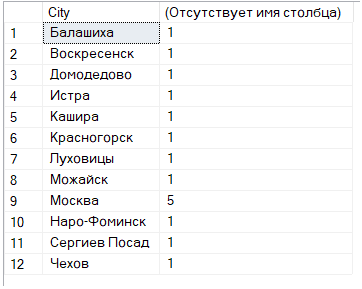 City (Отсутствует имя столбца)
1 Балашиха 1
2 Воскресенск 1
3 Домодедово 1
4 Истра 1
5 Кашира 1
6 Красногорск 1
7 Луховицы 1
8 Можайск 1
9 Москва 5
10 Наро-Фоминск 1
11 Сергиев Посад 1
12 Чехов 1